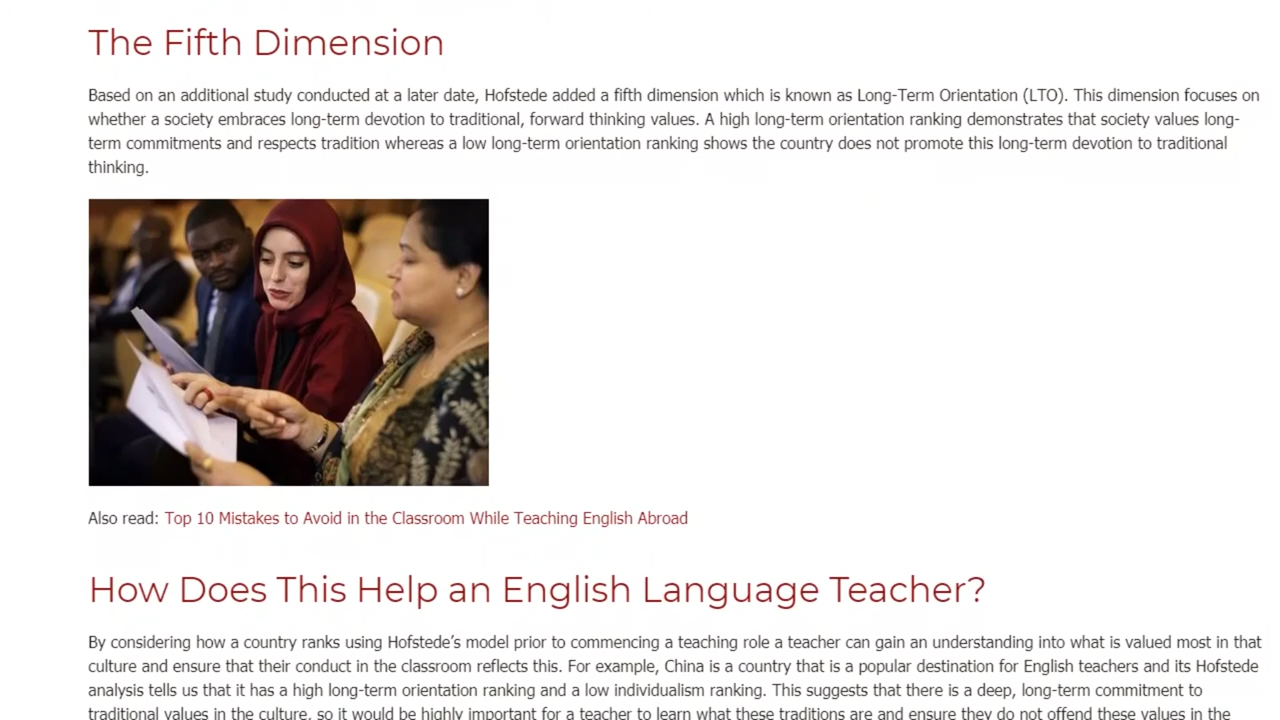 The Fifth Dimension
Based on an additional study conducted at a later date, Hofstede added a fifth dimension which is known as Long-Term Orientation (LTO). This dimension focuses on
whether a society embraces long-term devotion to traditional, forward thinking values. A high long-term orientation ranking demonstrates that society values long-
term commitments and respects tradition whereas a low long-term orientation ranking shows the country does not promote this long-term devotion to traditional
thinking.
Also read: Top 10 Mistakes to Avoid in the Classroom While Teaching English Abroad
How Does This Help an English Language Teacher?
By considering how a country ranks using Hofstede's model prior to commencing a teaching role a teacher can gain an understanding into what is valued most in that
culture and ensure that their conduct in the classroom reflects this. For example, China is a country that is a popular destination for English teachers and its Hofstede
analysis tells us that it has a high long-term orientation ranking and a low individualism ranking. This suggests that there is a deep, long-term commitment to
traditional values in the culture, so it would be highly important for a teacher to learn what these traditions are and ensure they do not offend these values in the